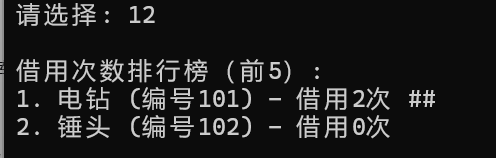 请选择: 12
借用次数排行榜（前5）:
1. 电钻（编号101）- 借用2次 ##
2. 锤头（编号102）- 借用0次